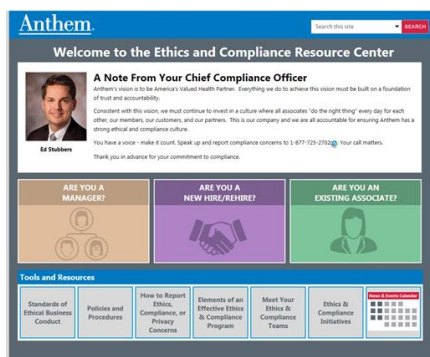 Anthem.
Search this site
SEARCH
Welcome to the Ethics and Compliance Resource Center
A Note From Your Chief Compliance Officer
Anthem's vision is to be America's Valued Health Partner. Everything we do to achieve this vision must be built on a foundation
of trust and accountability.
Consistent with this vision, we must continue to invest in a culture where all associates "do the right thing" every day for each
other, our members, our customers, and our partners. This is our company and we are all accountable for ensuring Anthem has a
strong ethical and compliance culture.
You have a voice - make it count. Speak up and report compliance concerns to 1-877-725-2702. Your call matters.
Thank you in advance for your commitment to compliance.
Ed Stubbers
ARE YOU A
MANAGER?
ARE YOU A
NEW HIRE/REHIRE?
ARE YOU AN
EXISTING ASSOCIATE?
Tools and Resources
Standards of
Ethical Business
Conduct
Policies and
Procedures
How to Report
Ethics,
Compliance, or
Privacy
Concerns
Elements of an
Effective Ethics
& Compliance
Program
Meet Your
Ethics &
Compliance
Teams
Ethics &
Compliance
Initiatives
News & Events Calendar